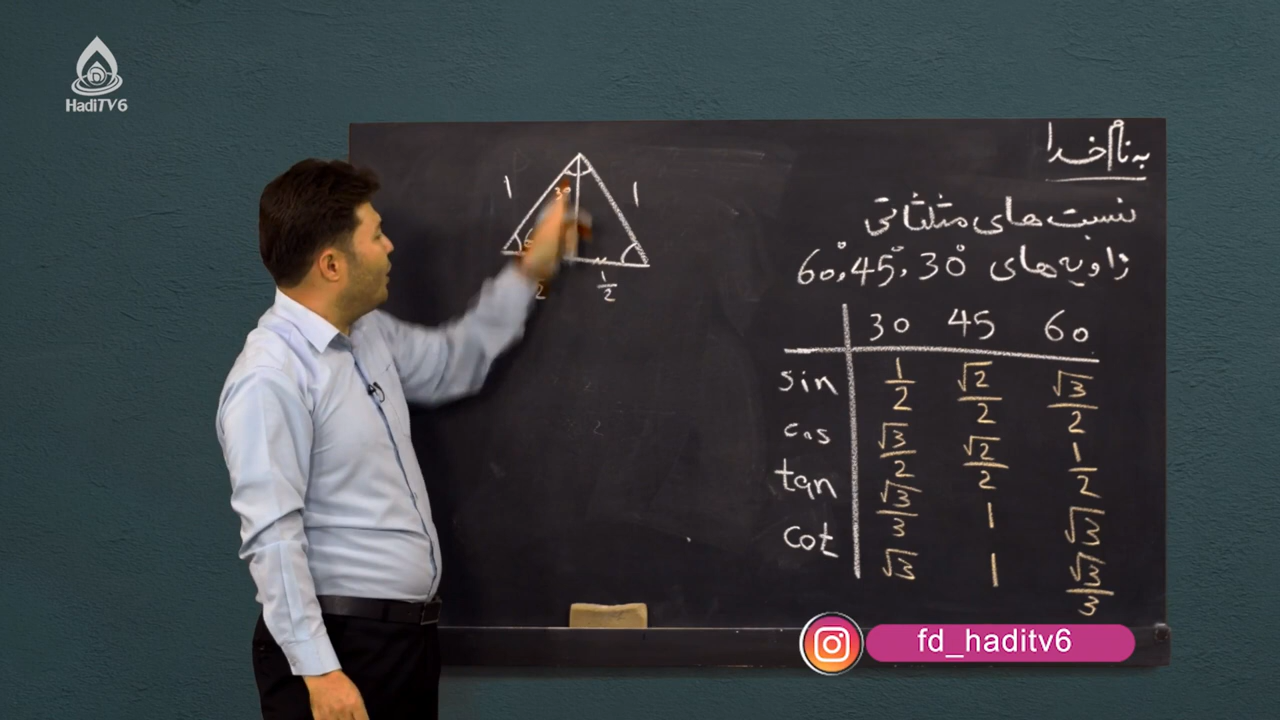 HadiTV6
به نام خدا
نسبت های مثلثاتی
زاویه های 30°، 45°، 60°
30 45 60
sin 1/2 √2/2 √3/2
cos √3/2 √2/2 1/2
tan √3/3 1 √3
cot √3 1 √3/3
1 1
30
2 1/2
fd_haditv6